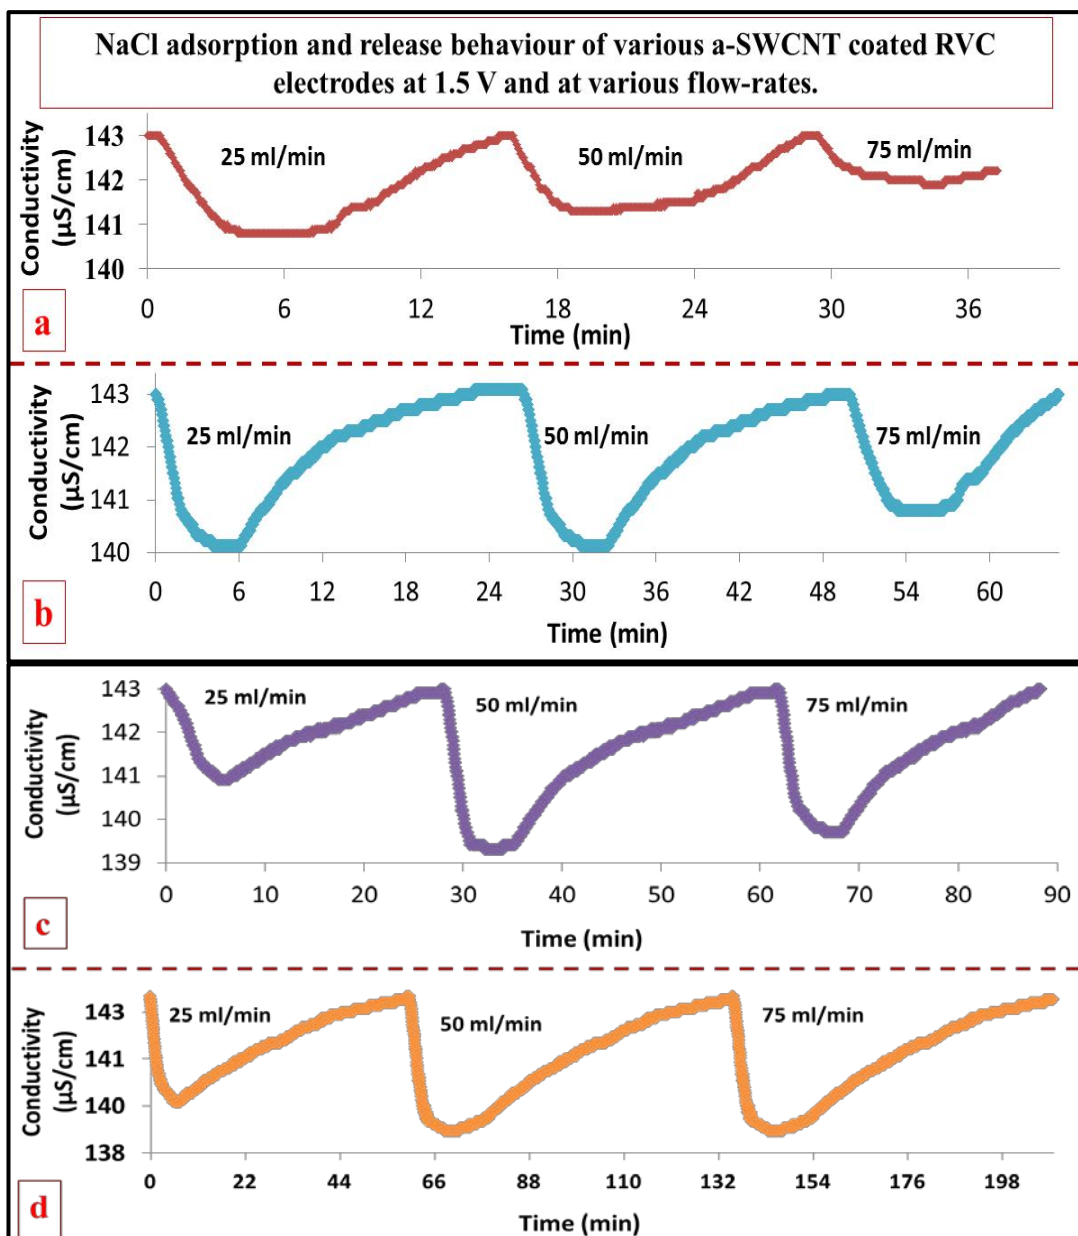 NaCl adsorption and release behaviour of various a-SWCNT coated RVC
electrodes at 1.5 V and at various flow-rates.
Conductivity
(µS/cm)
143
142
141
140
25 ml/min
50 ml/min
75 ml/min
0 6 12 18 24 30 36
Time (min)
a
Conductivity
(µS/cm)
143
142
141
140
25 ml/min
50 ml/min
75 ml/min
0 6 12 18 24 30 36 42 48 54 60
Time (min)
b
Conductivity
(µS/cm)
143
142
141
140
139
25 ml/min
50 ml/min
75 ml/min
0 10 20 30 40 50 60 70 80 90
Time (min)
c
Conductivity
(µS/cm)
143
141
140
138
25 ml/min
50 ml/min
75 ml/min
0 22 44 66 88 110 132 154 176 198
Time (min)
d